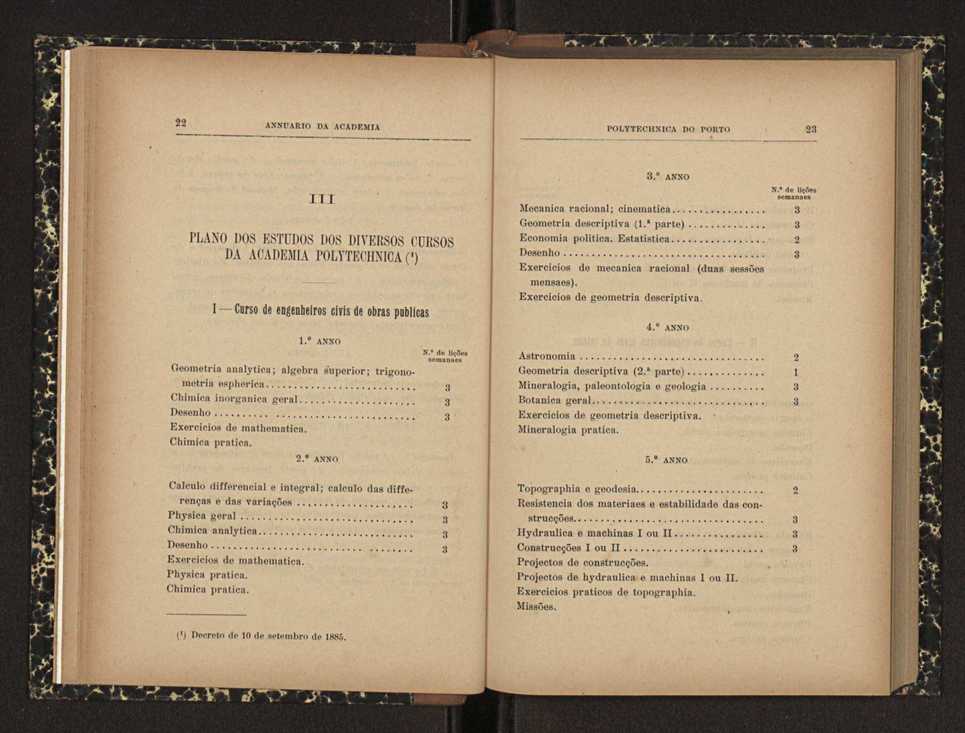 22 ANNUARIO DA ACADEMIA
III
PLANO DOS ESTUDOS DOS DIVERSOS CURSOS
DA ACADEMIA POLYTECHNICA (¹)
I — Curso de engenheiros civis de obras publicas
1.º ANNO
N.º de lições
semanaes
Geometria analytica; algebra superior; trigono-
metria espherica.......................... 3
Chimica inorganica geral.................... 3
Desenho .................................. 3
Exercicios de mathematica.
Chimica pratica.
2.º ANNO
Calculo differencial e integral; calculo das diffe-
renças e das variações .................... 3
Physica geral .............................. 3
Chimica analytica........................... 3
Desenho .................................. 3
Exercicios de mathematica.
Physica pratica.
Chimica pratica.
(¹) Decreto de 10 de setembro de 1885.
POLYTECHNICA DO PORTO 23
3.º ANNO
N.º de lições
semanaes
Mecanica racional; cinematica................ 3
Geometria descriptiva (1.ª parte) .............. 3
Economia politica. Estatistica................. 2
Desenho .................................. 3
Exercicios de mecanica racional (duas sessões
mensaes).
Exercicios de geometria descriptiva.
4.º ANNO
Astronomia ................................ 2
Geometria descriptiva (2.ª parte) .............. 1
Mineralogia, paleontologia e geologia .......... 3
Botanica geral.............................. 3
Exercicios de geometria descriptiva.
Mineralogia pratica.
5.º ANNO
Topographia e geodesia...................... 2
Resistencia dos materiaes e estabilidade das con-
strucções................................. 3
Hydraulica e machinas I ou II................ 3
Construcções I ou II ........................ 3
Projectos de construcções.
Projectos de hydraulica e machinas I ou II.
Exercicios praticos de topographia.
Missões.